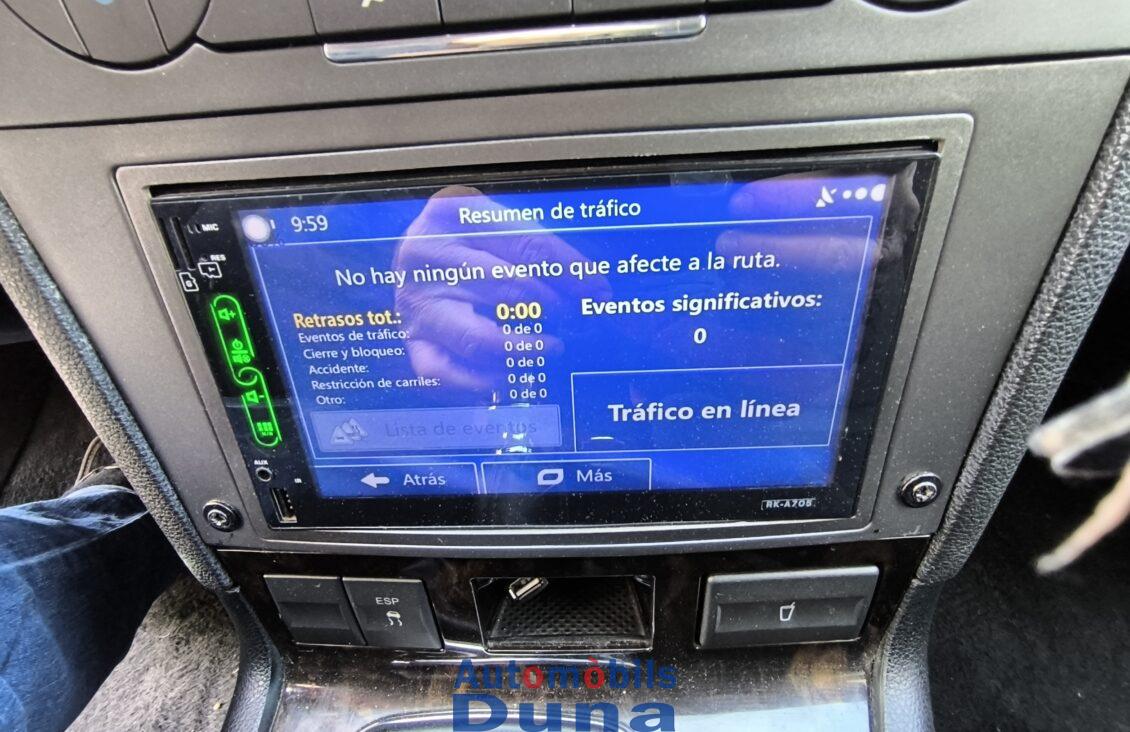 MIC
RES
9:59
Resumen de tráfico
No hay ningún evento que afecte a la ruta.
Retrasos tot.: 0:00
Eventos de tráfico: 0 de 0
Cierre y bloqueo: 0 de 0
Accidente: 0 de 0
Restricción de carriles: 0 de 0
Otro: 0 de 0
Eventos significativos:
0
Lista de eventos
Tráfico en línea
Atrás
Más
AUX
RK-A705
ESP
Automòbils
Duna